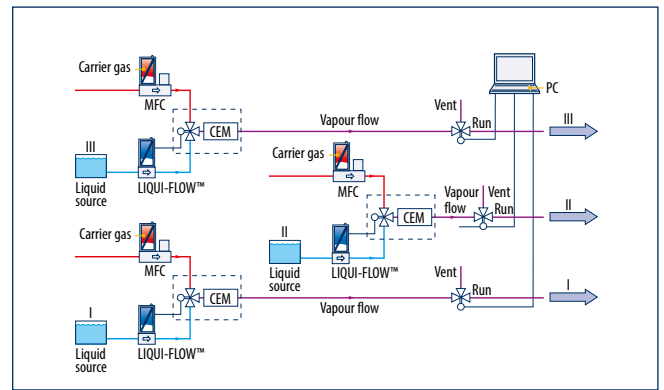 Carrier gas
MFC
III
Liquid
source
LIQUI-FLOW™
CEM
Vapour flow
Vent
Run
PC
III
Carrier gas
MFC
II
Liquid
source
LIQUI-FLOW™
CEM
Vapour
flow
Vent
Run
II
Carrier gas
MFC
I
Liquid
source
LIQUI-FLOW™
CEM
Vapour flow
Vent
Run
I